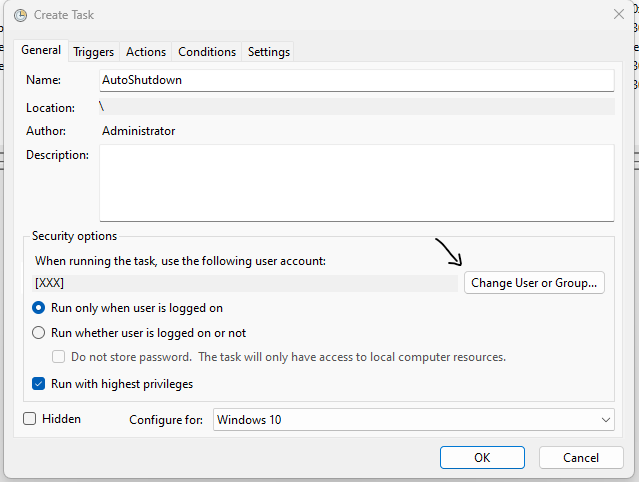 Create Task
General Triggers Actions Conditions Settings
Name: AutoShutdown
Location: \
Author: Administrator
Description:
Security options
When running the task, use the following user account:
[XXX] Change User or Group...
Run only when user is logged on
Run whether user is logged on or not
Do not store password. The task will only have access to local computer resources.
Run with highest privileges
Hidden Configure for: Windows 10
OK Cancel